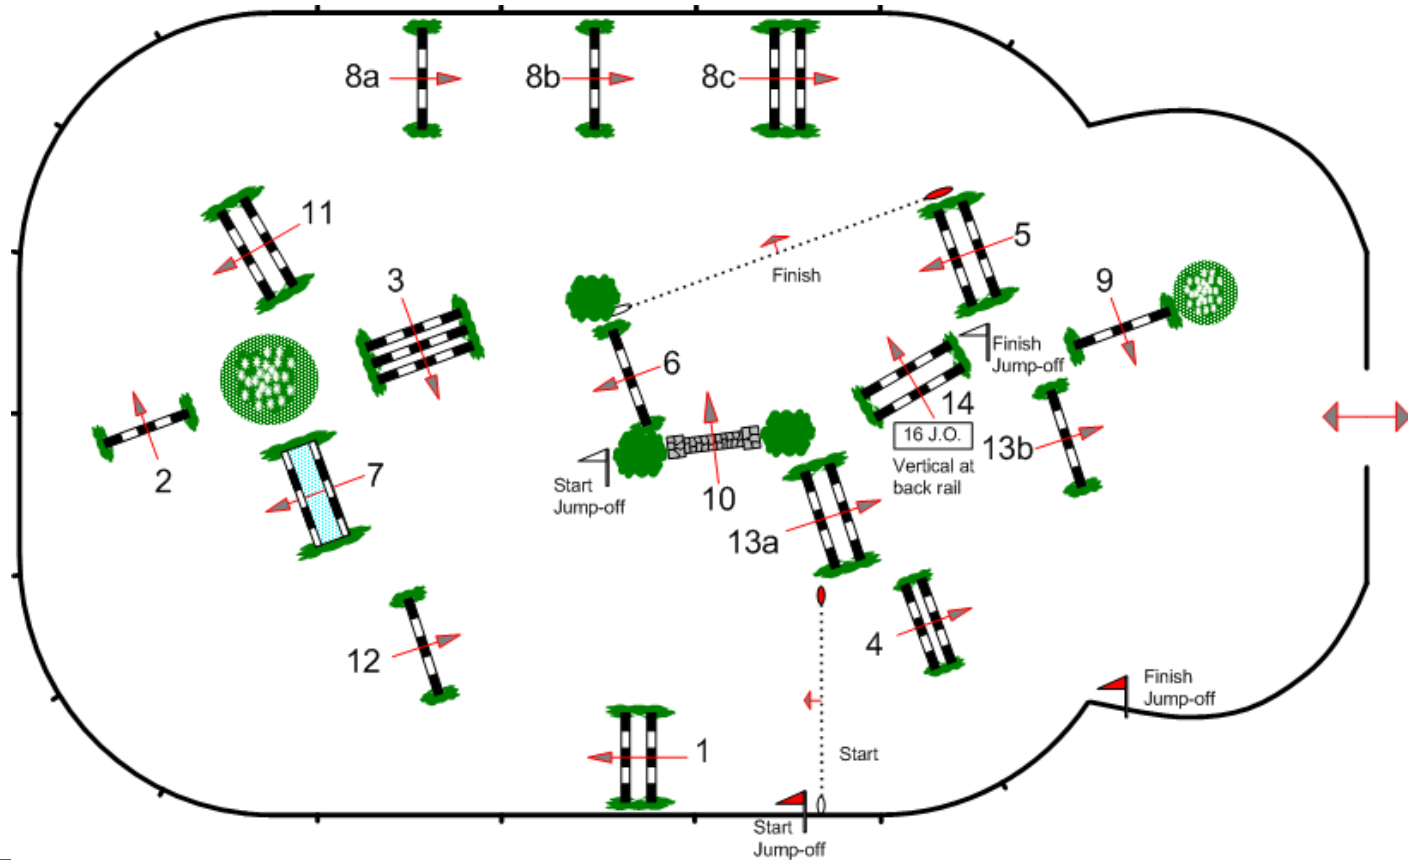 8a
8b
8c
11
5
Finish
3
9
6
Finish
Jump-off
14
16 J.O.
Vertical at
back rail
13b
2
7
Start
Jump-off
10
13a
12
4
Finish
Jump-off
1
Start
Start
Jump-off